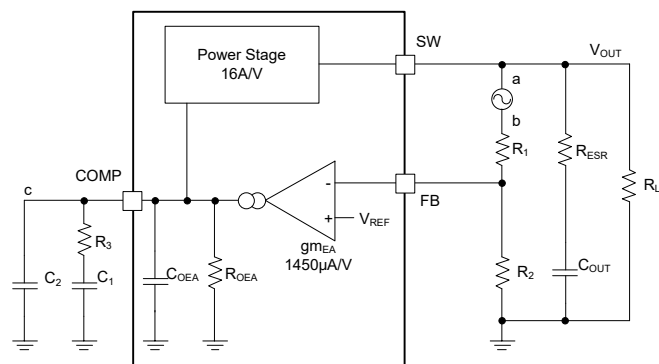 SW
Power Stage
16A/V
VOUT
a
b
R1
RESR
RL
COMP
c
FB
-
+
VREF
gmEA
1450µA/V
R3
C2
C1
COEA
ROEA
R2
COUT